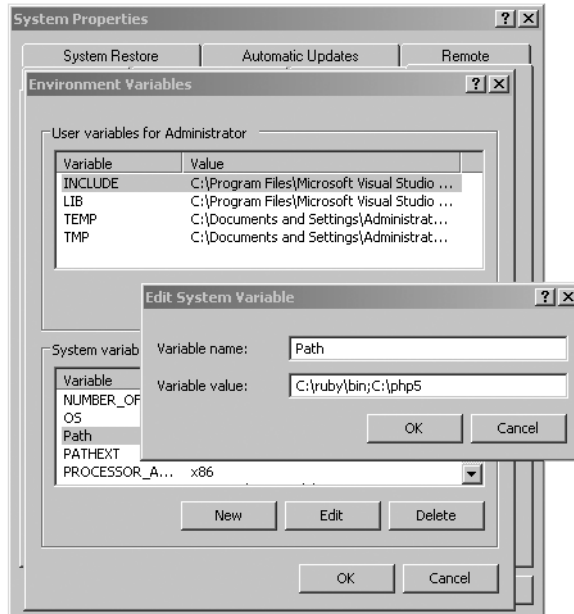 System Properties
System Restore Automatic Updates Remote
Environment Variables
User variables for Administrator
Variable Value
INCLUDE C:\Program Files\Microsoft Visual Studio ...
LIB C:\Program Files\Microsoft Visual Studio ...
TEMP C:\Documents and Settings\Administrat...
TMP C:\Documents and Settings\Administrat...
Edit System Variable
Variable name: Path
Variable value: C:\ruby\bin;C:\php5
OK Cancel
System variab
Variable
NUMBER_OF
OS
Path
PATHEXT
PROCESSOR_A... x86
New Edit Delete
OK Cancel